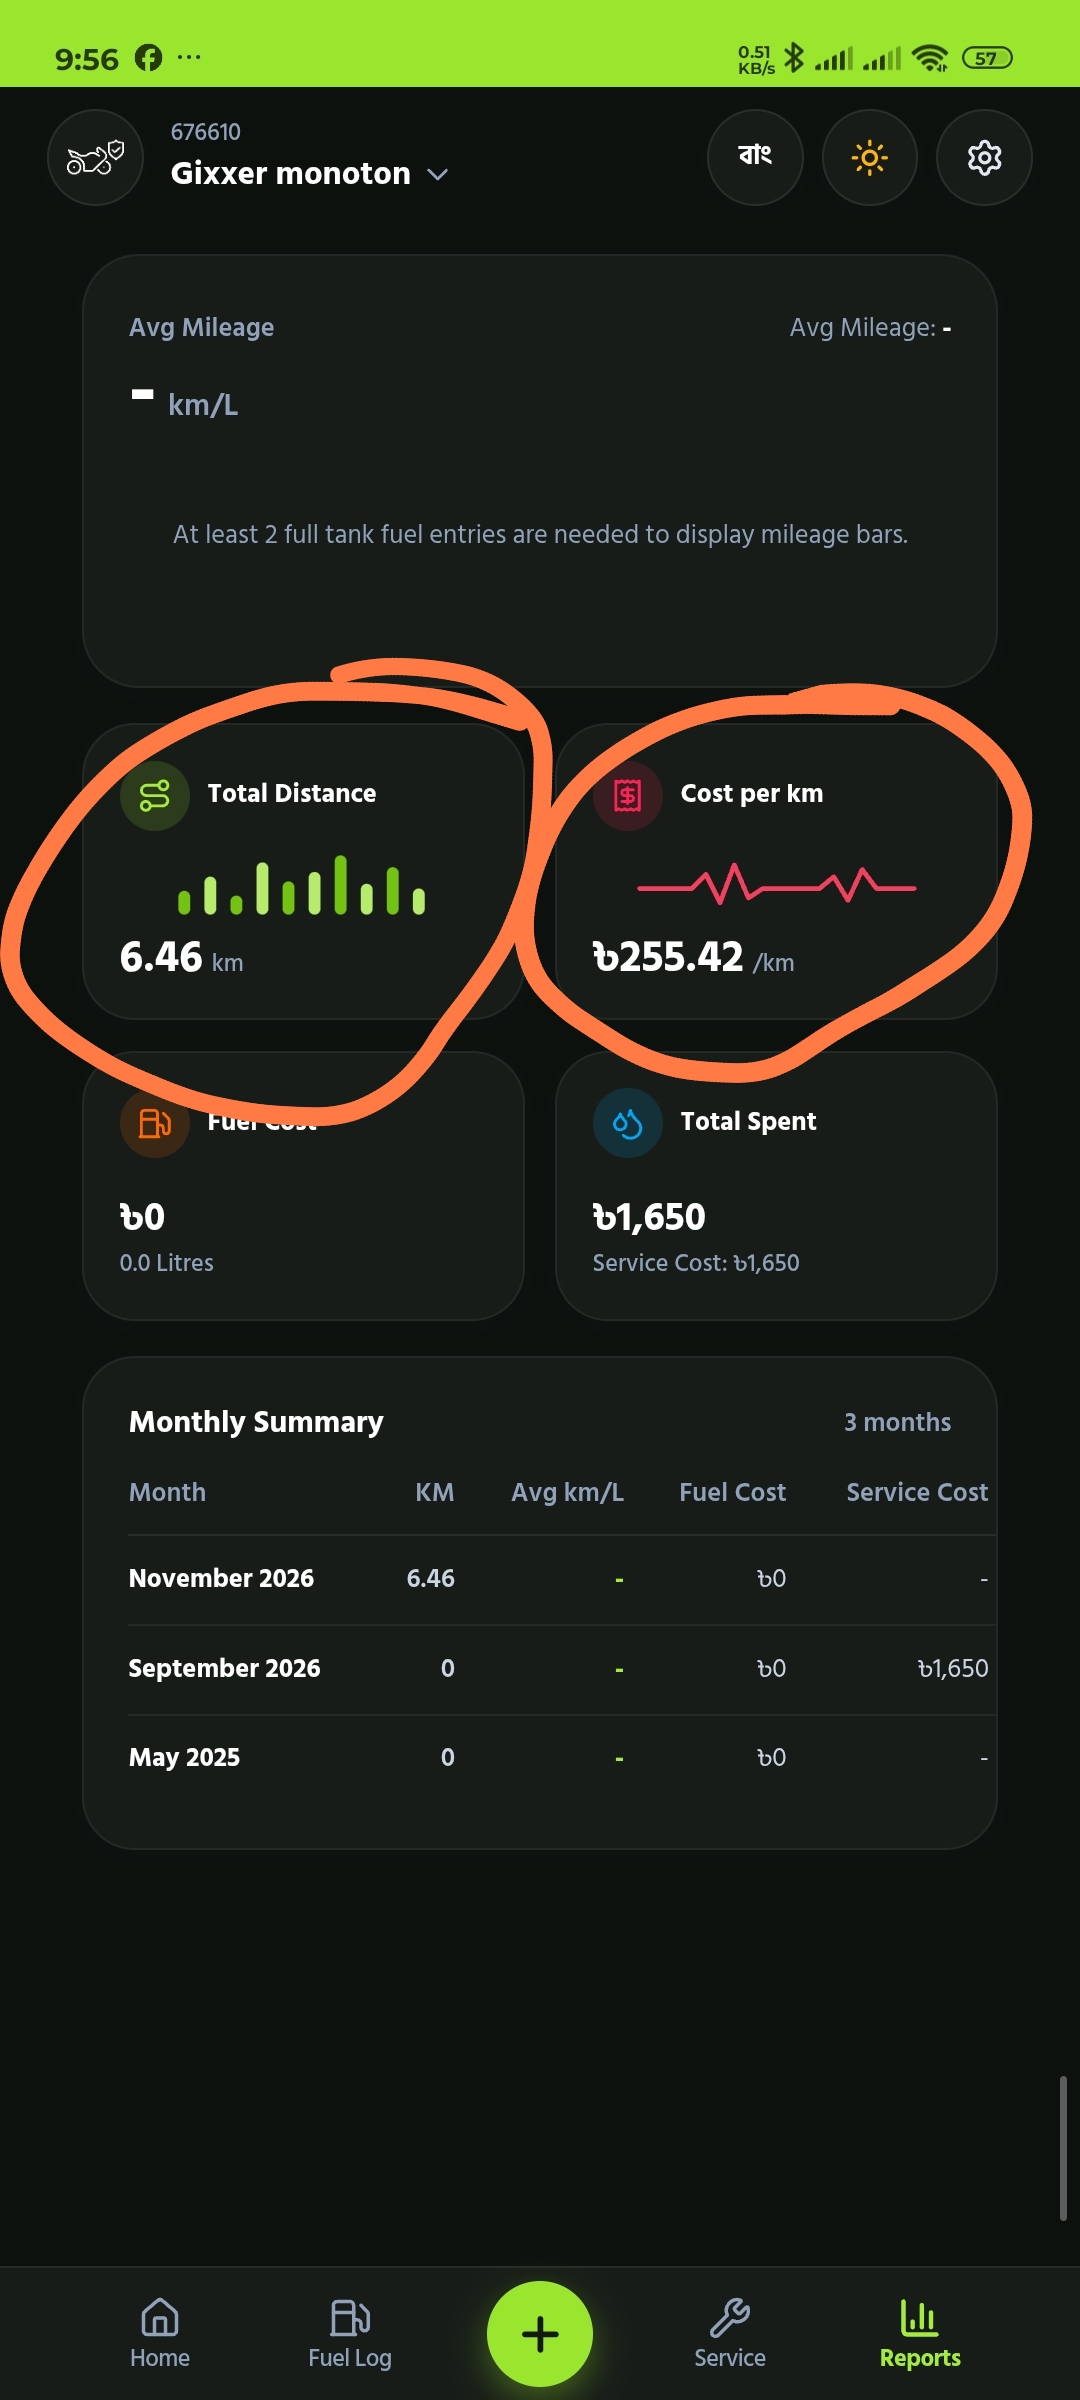 9:56
0.51
KB/s
57
676610
Gixxer monoton
বাং
Avg Mileage
Avg Mileage: -
- km/L
At least 2 full tank fuel entries are needed to display mileage bars.
Total Distance
6.46 km
Cost per km
৳255.42 /km
Fuel Cost
৳0
0.0 Litres
Total Spent
৳1,650
Service Cost: ৳1,650
Monthly Summary 3 months
Month KM Avg km/L Fuel Cost Service Cost
November 2026 6.46 - ৳0 -
September 2026 0 - ৳0 ৳1,650
May 2025 0 - ৳0 -
Home Fuel Log Service Reports